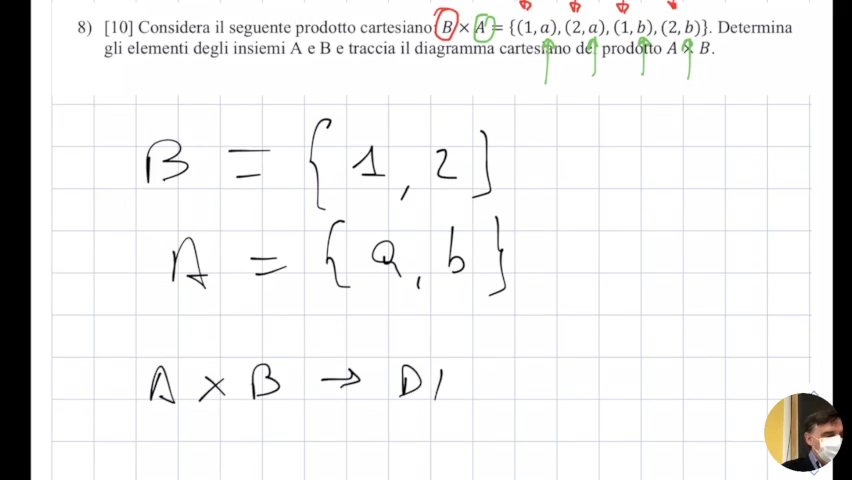 8) [10] Considera il seguente prodotto cartesiano: B × A = {(1, a), (2, a), (1, b), (2, b)}. Determina
gli elementi degli insiemi A e B e traccia il diagramma cartesiano del prodotto A × B.
B = { 1, 2 }
A = { a, b }
A × B → DI